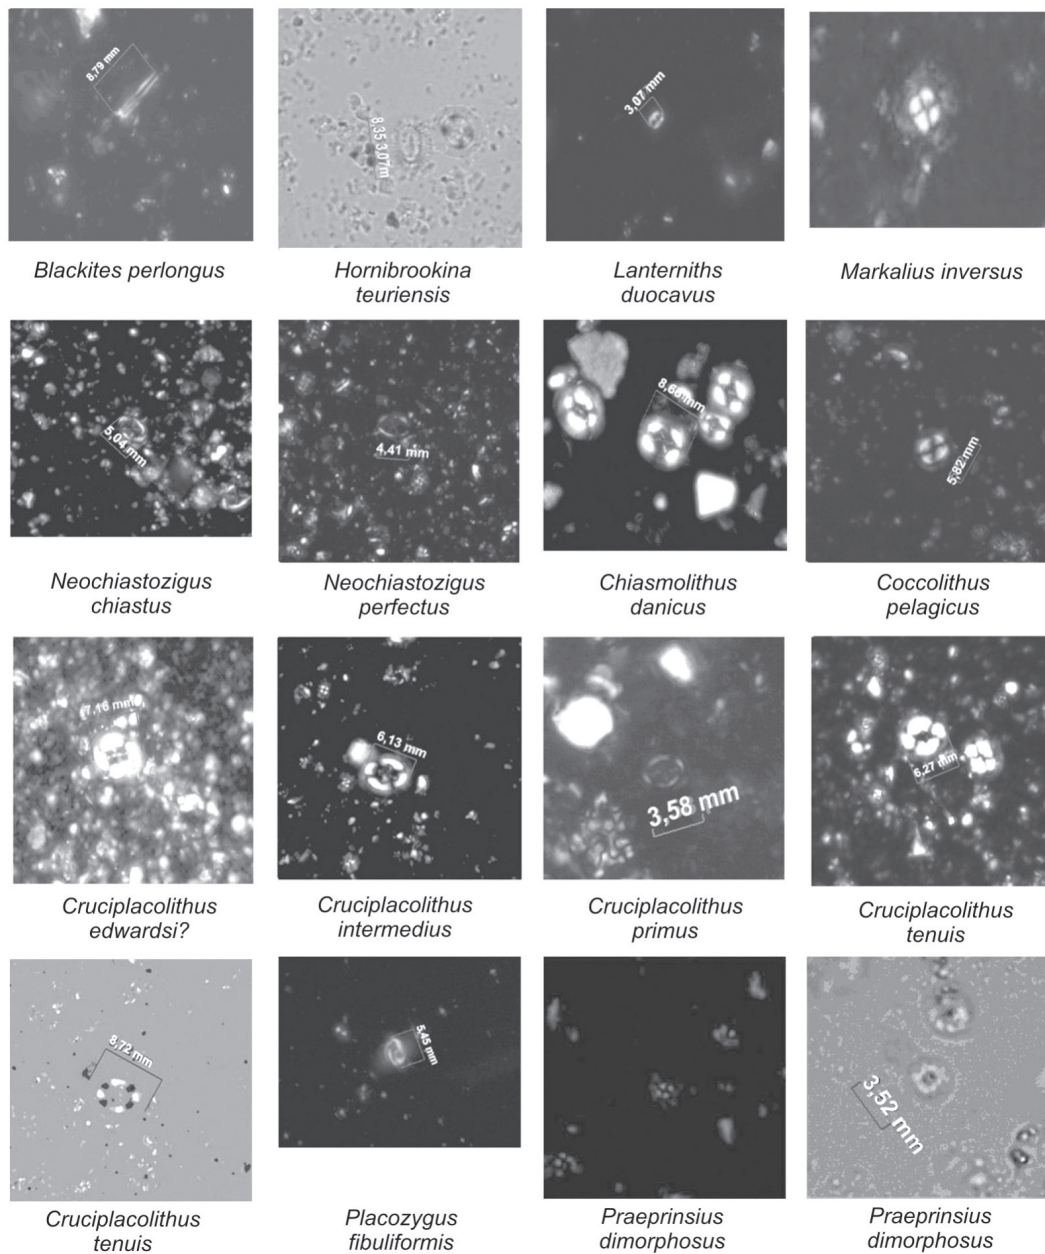 8,79 mm
8,35 3,07m
3,07 mm
Blackites perlongus
Hornibrookina
teuriensis
Lanterniths
duocavus
Markalius inversus
5,04 mm
4,41 mm
8,68 mm
5,82 mm
Neochiastozigus
chiastus
Neochiastozigus
perfectus
Chiasmolithus
danicus
Coccolithus
pelagicus
7,16 mm
6,13 mm
3,58 mm
6,27 mm
Cruciplacolithus
edwardsi?
Cruciplacolithus
intermedius
Cruciplacolithus
primus
Cruciplacolithus
tenuis
8,72 mm
5,45 mm
3,52 mm
Cruciplacolithus
tenuis
Placozygus
fibuliformis
Praeprinsius
dimorphosus
Praeprinsius
dimorphosus